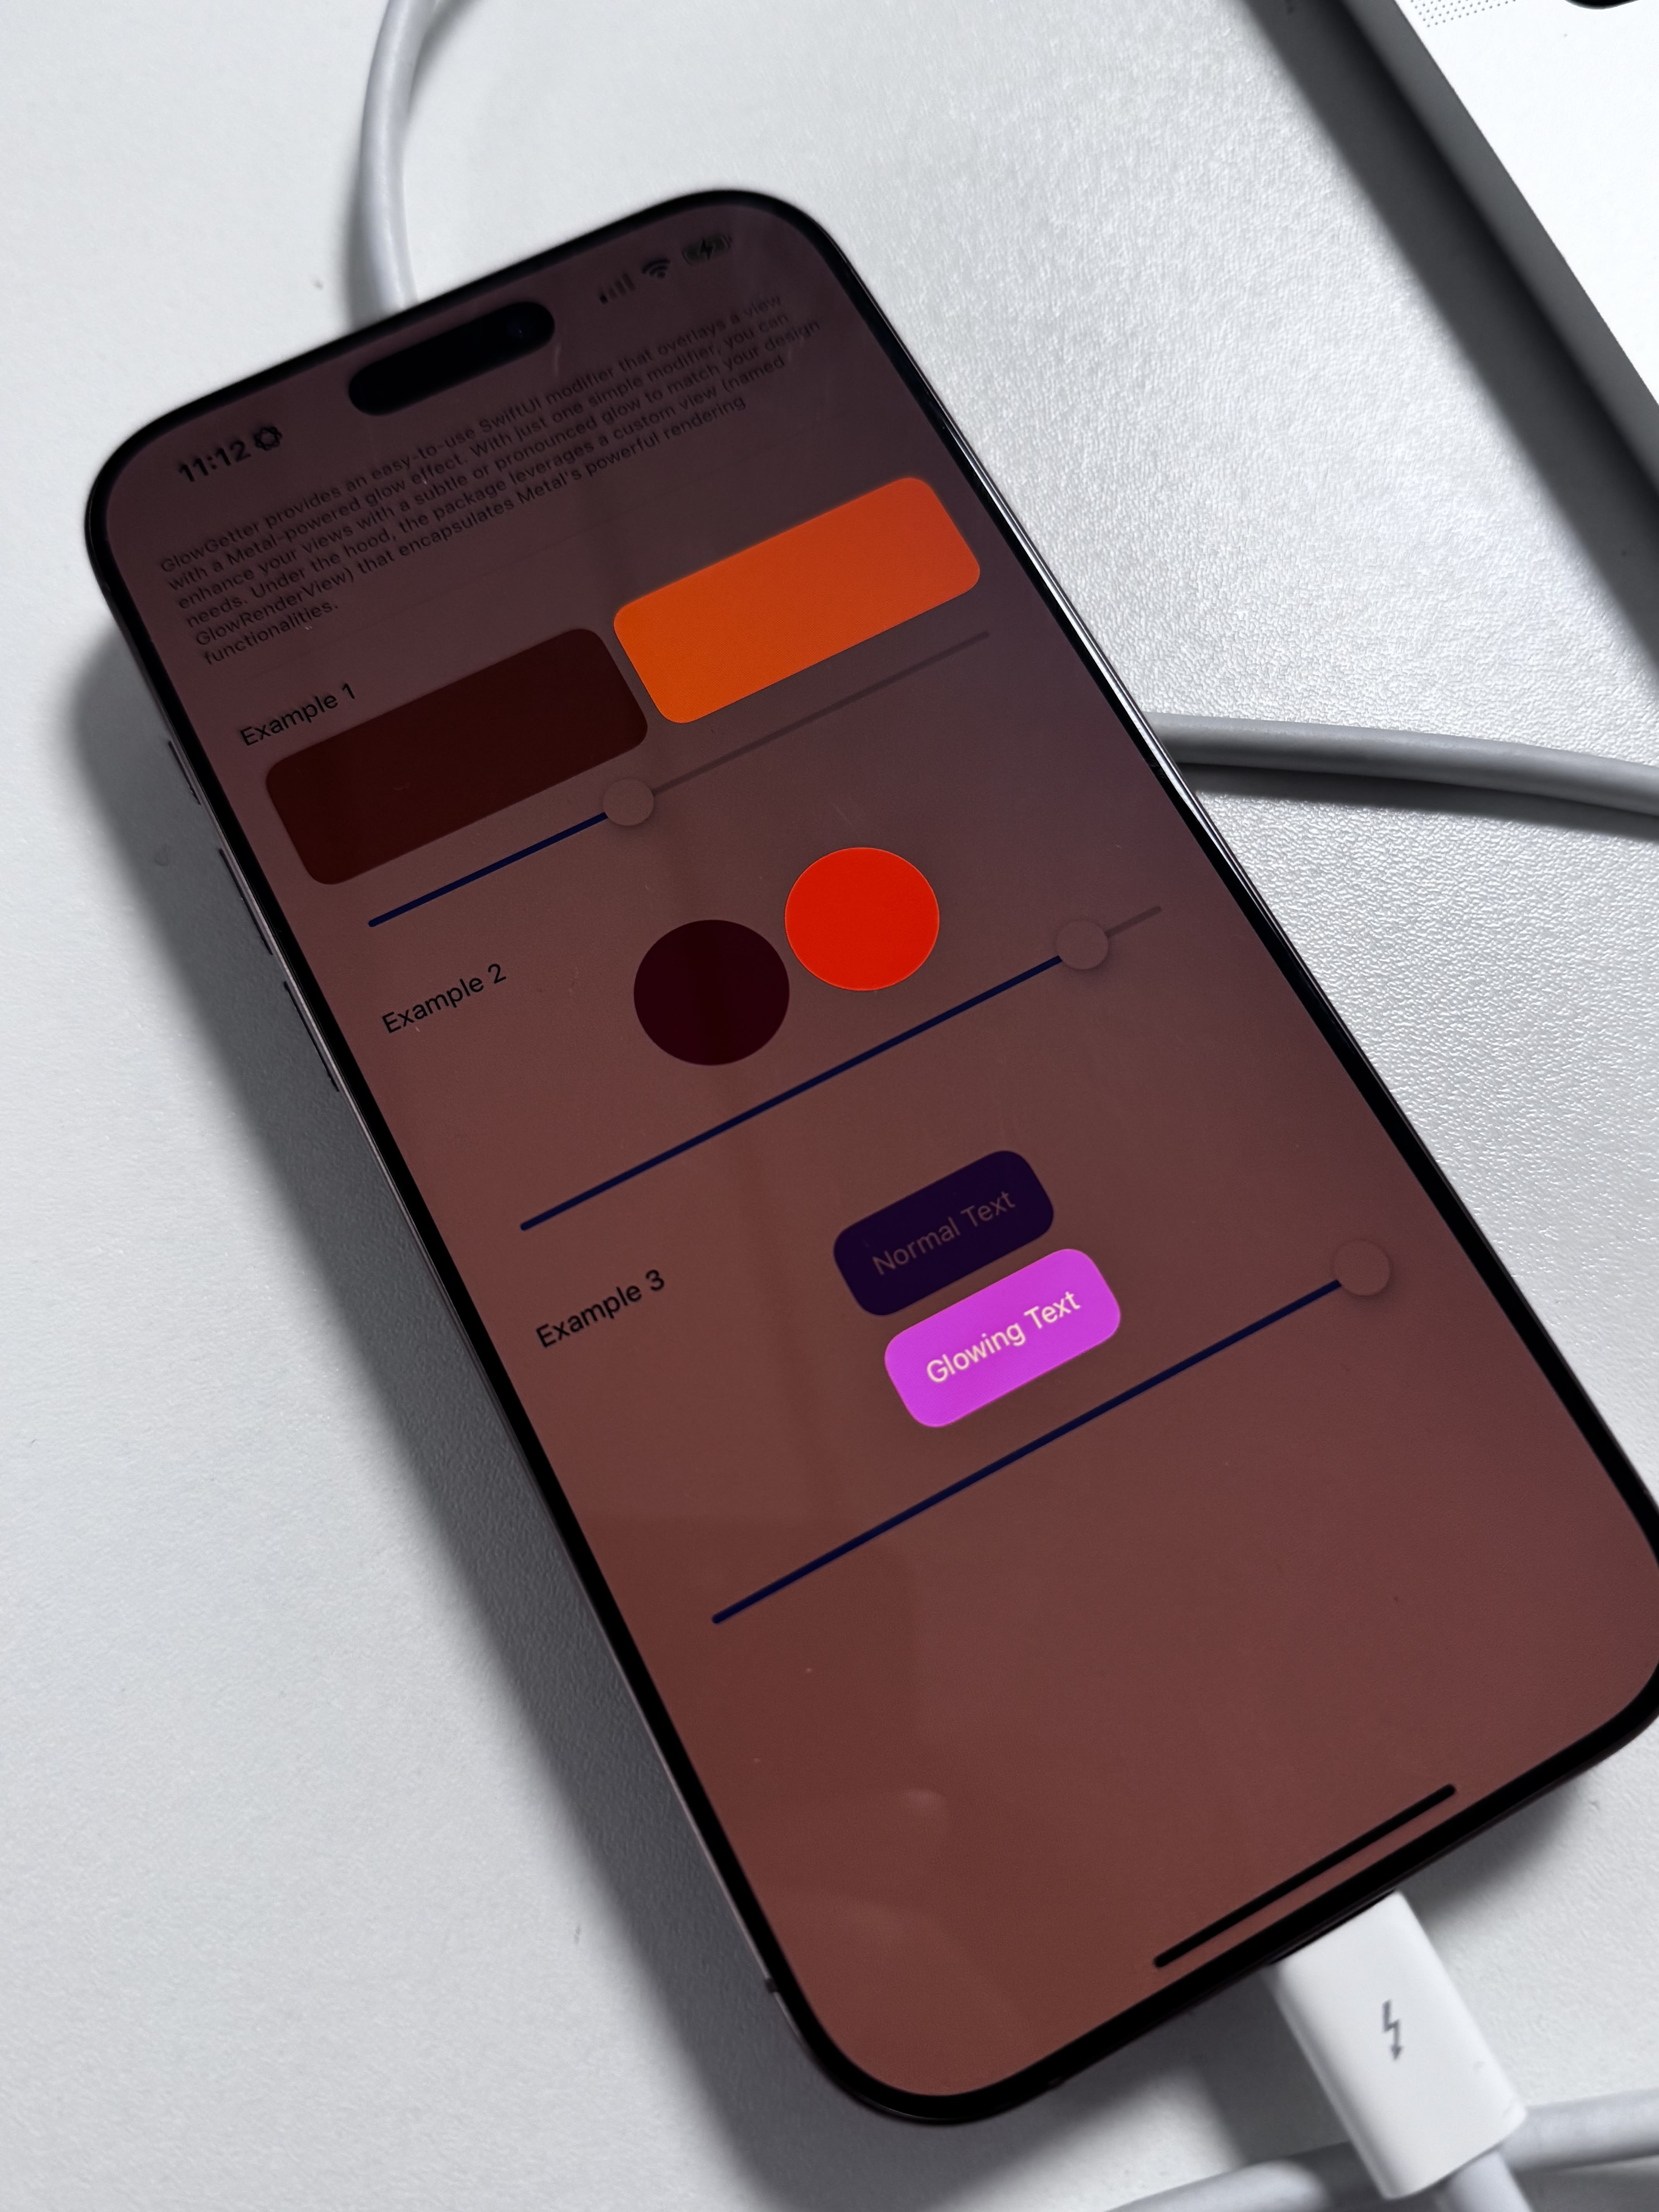 11:12
GlowGetter provides an easy-to-use SwiftUI modifier that overlays a view
with a Metal-powered glow effect. With just one simple modifier, you can
enhance your views with a subtle or pronounced glow to match your design
needs. Under the hood, the package leverages a custom view (named
GlowRenderView) that encapsulates Metal's powerful rendering
functionalities.
Example 1
Example 2
Example 3
Normal Text
Glowing Text